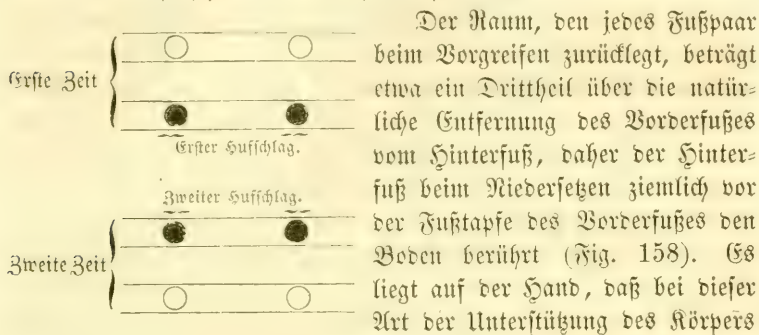 Erste Zeit
Erster Hufschlag.
Zweiter Hufschlag.
Zweite Zeit
Der Raum, den jedes Fußpaar
beim Vorgreifen zurücklegt, beträgt
etwa ein Drittheil über die natür=
liche Entfernung des Vorderfußes
vom Hinterfuß, daher der Hinter=
fuß beim Niedersetzen ziemlich vor
der Fußtapfe des Vorderfußes den
Boden berührt (Fig. 158). Es
liegt auf der Hand, daß bei dieser
Art der Unterstützung des Körpers